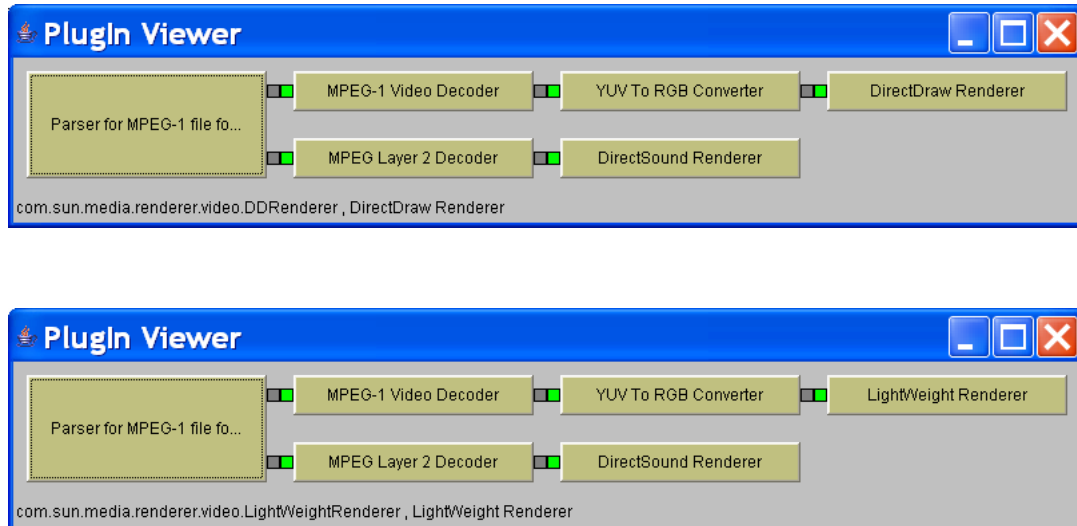 PlugIn Viewer
MPEG-1 Video Decoder
YUV To RGB Converter
DirectDraw Renderer
Parser for MPEG-1 file fo...
MPEG Layer 2 Decoder
DirectSound Renderer
com.sun.media.renderer.video.DDRenderer , DirectDraw Renderer
PlugIn Viewer
MPEG-1 Video Decoder
YUV To RGB Converter
LightWeight Renderer
Parser for MPEG-1 file fo...
MPEG Layer 2 Decoder
DirectSound Renderer
com.sun.media.renderer.video.LightWeightRenderer , LightWeight Renderer